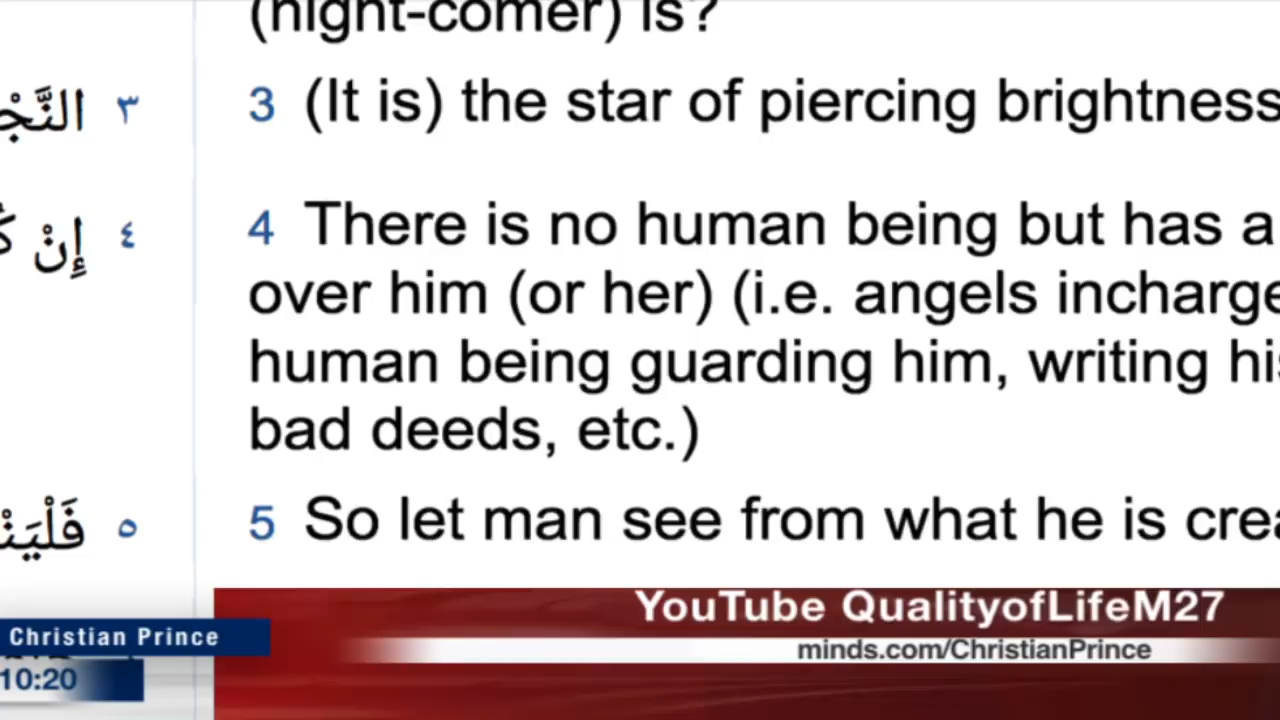 (night-comer) is?
النَّجْ ٣ 3 (It is) the star of piercing brightness
إِنْ ٤ 4 There is no human being but has a
over him (or her) (i.e. angels incharge
human being guarding him, writing his
bad deeds, etc.)
فَلْيَنْ ٥ 5 So let man see from what he is crea
YouTube QualityofLifeM27
Christian Prince
minds.com/ChristianPrince
10:20